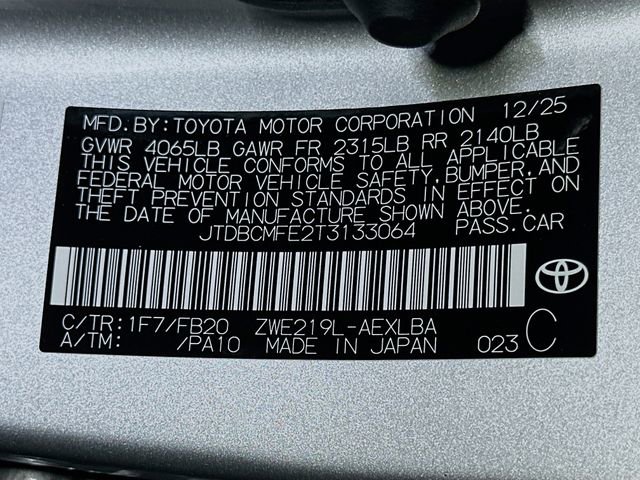 MFD.BY:TOYOTA MOTOR CORPORATION 12/25
GVWR 4065LB GAWR FR 2315LB RR 2140LB
THIS VEHICLE CONFORMS TO ALL APPLICABLE
FEDERAL MOTOR VEHICLE SAFETY,BUMPER,AND
THEFT PREVENTION STANDARDS IN EFFECT ON
THE DATE OF MANUFACTURE SHOWN ABOVE.
JTDBCMFE2T3133064 PASS.CAR
C/TR:1F7/FB20 ZWE219L-AEXLBA
A/TM: /PA10 MADE IN JAPAN 023 C